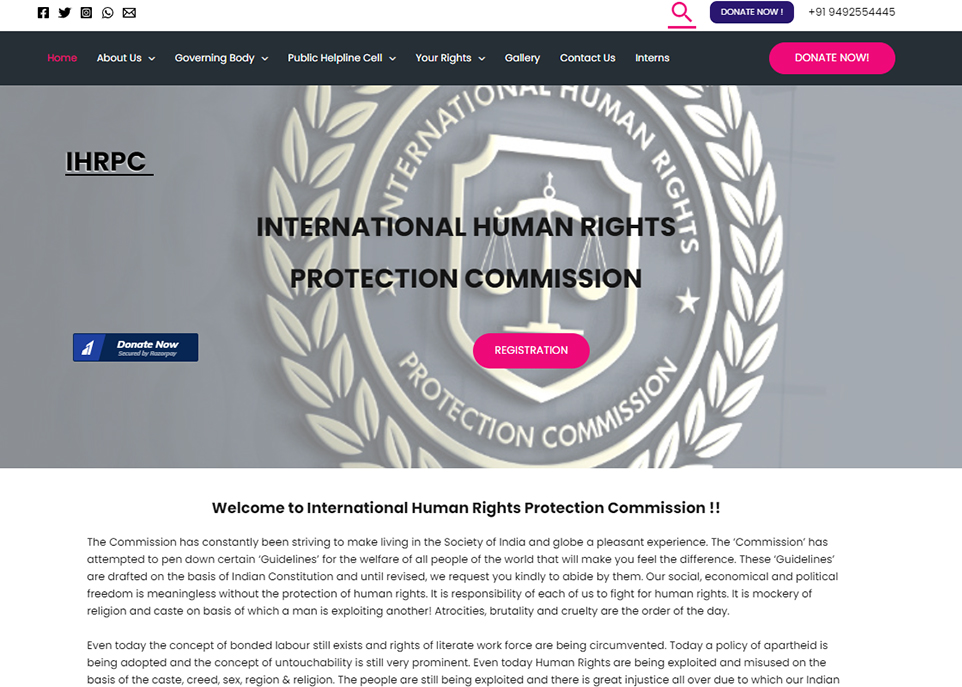 DONATE NOW !
+91 9492554445
Home
About Us
Governing Body
Public Helpline Cell
Your Rights
Gallery
Contact Us
Interns
DONATE NOW!
INTERNATIONAL HUMAN RIGHTS
PROTECTION COMMISSION
IHRPC
INTERNATIONAL HUMAN RIGHTS
PROTECTION COMMISSION
Donate Now
Secured by Razorpay
REGISTRATION
Welcome to International Human Rights Protection Commission !!
The Commission has constantly been striving to make living in the Society of India and globe a pleasant experience. The ‘Commission’ has
attempted to pen down certain ‘Guidelines’ for the welfare of all people of the world that will make you feel the difference. These ‘Guidelines’
are drafted on the basis of Indian Constitution and until revised, we request you kindly to abide by them. Our social, economical and political
freedom is meaningless without the protection of human rights. It is responsibility of each of us to fight for human rights. It is mockery of
religion and caste on basis of which a man is exploiting another! Atrocities, brutality and cruelty are the order of the day.
Even today the concept of bonded labour still exists and rights of literate work force are being circumvented. Today a policy of apartheid is
being adopted and the concept of untouchability is still very prominent. Even today Human Rights are being exploited and misused on the
basis of the caste, creed, sex, region & religion. The people are still being exploited and there is great injustice all over due to which our Indian